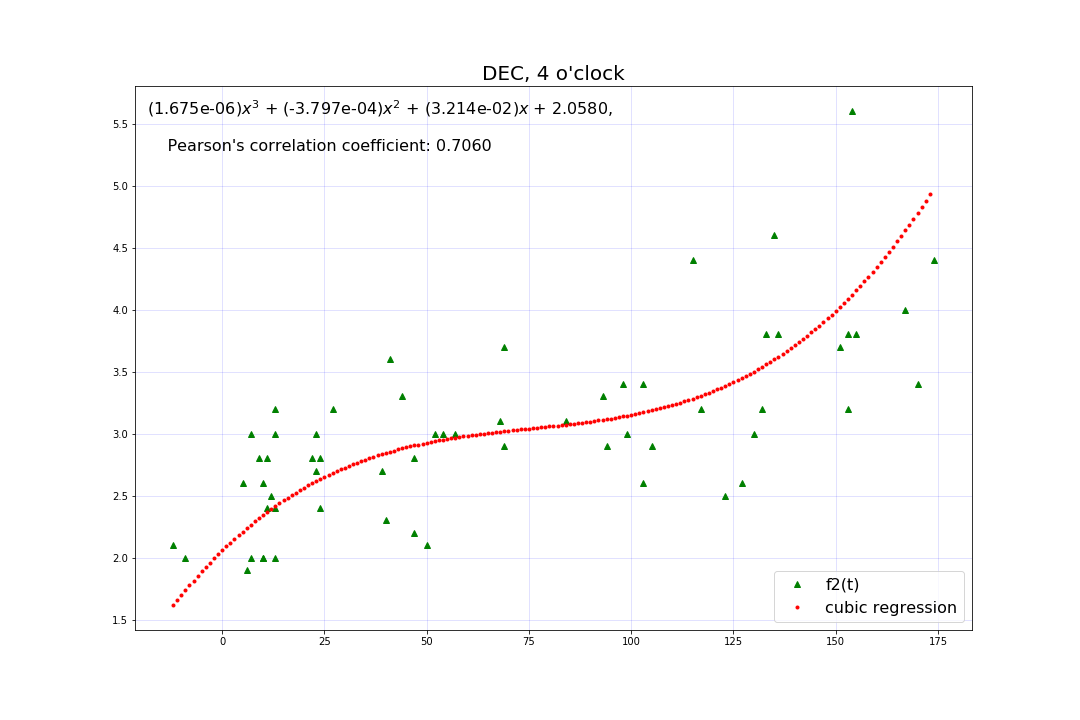 DEC, 4 o'clock
(1.675e-06)x³ + (-3.797e-04)x² + (3.214e-02)x + 2.0580,
Pearson's correlation coefficient: 0.7060
5.5
5.0
4.5
4.0
3.5
3.0
2.5
2.0
1.5
f2(t)
cubic regression
0 25 50 75 100 125 150 175